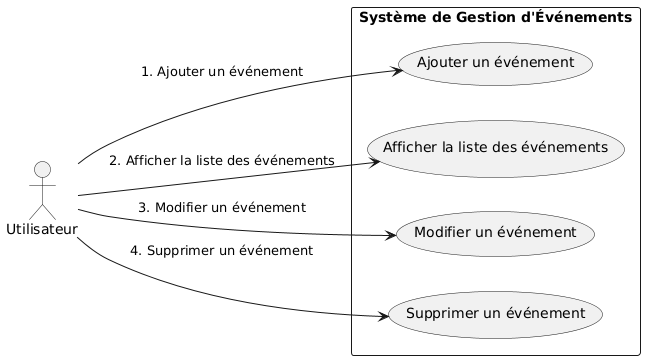 Système de Gestion d'Événements
1. Ajouter un événement
Ajouter un événement
2. Afficher la liste des événements
Afficher la liste des événements
3. Modifier un événement
Modifier un événement
Utilisateur
4. Supprimer un événement
Supprimer un événement